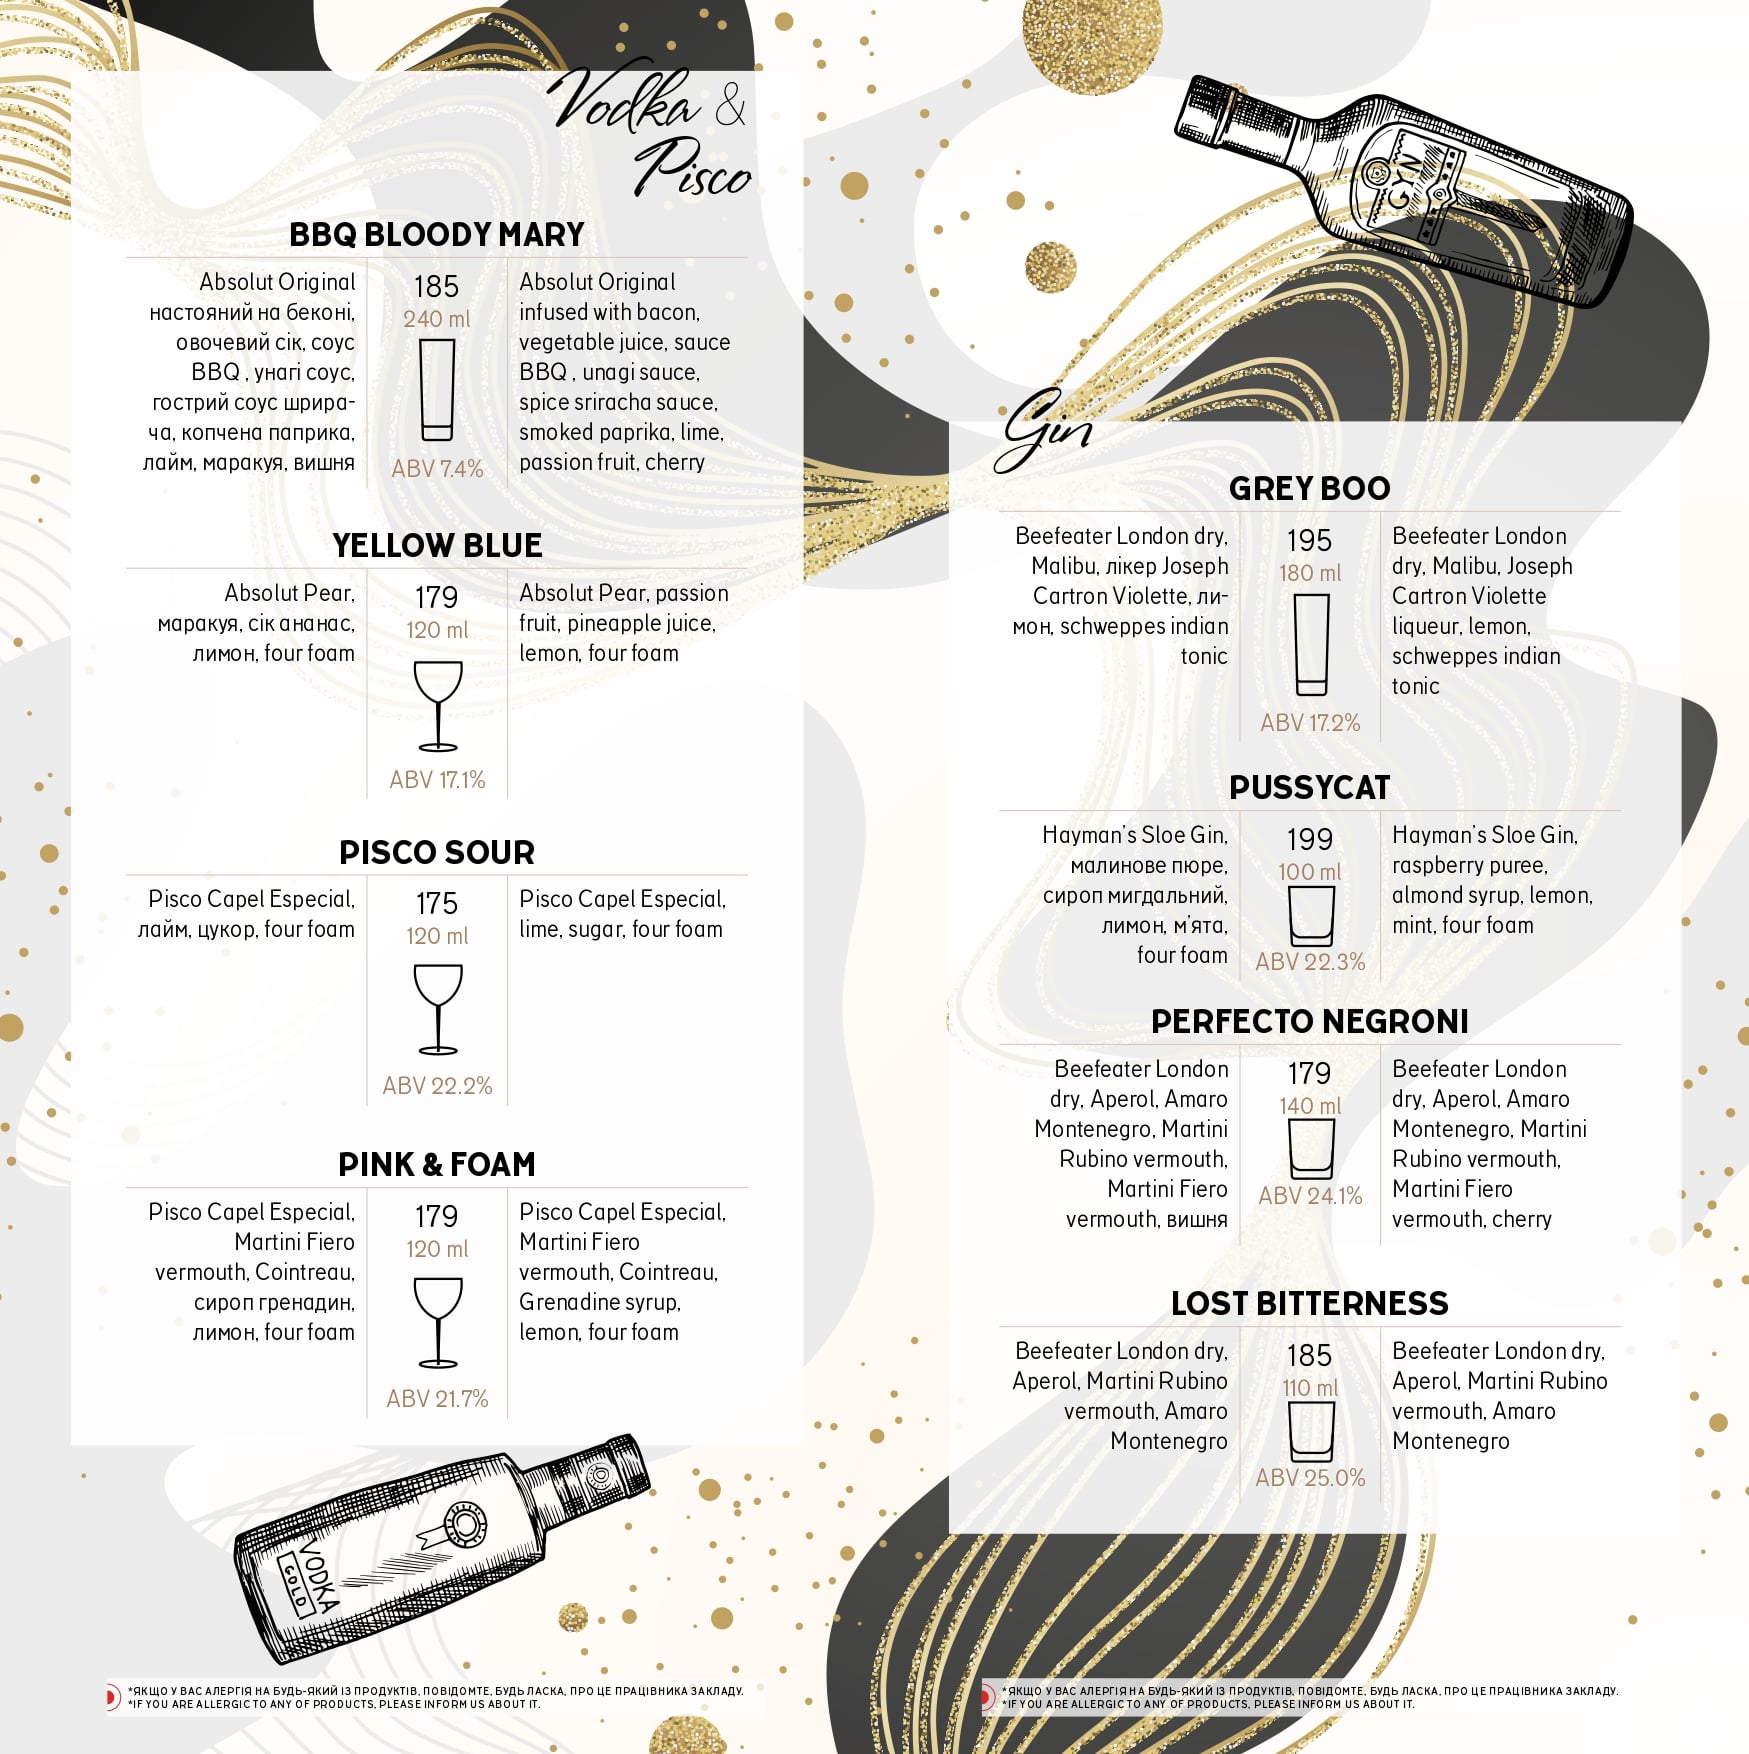 Vodka &
Pisco
BBQ BLOODY MARY
Absolut Original
настояний на беконі,
овочевий сік, соус
BBQ , унагі соус,
гострий соус шрира-
ча, копчена паприка,
лайм, маракуя, вишня
185
240 ml
ABV 7.4%
Absolut Original
infused with bacon,
vegetable juice, sauce
BBQ , unagi sauce,
spice sriracha sauce,
smoked paprika, lime,
passion fruit, cherry
YELLOW BLUE
Absolut Pear,
маракуя, сік ананас,
лимон, four foam
179
120 ml
ABV 17.1%
Absolut Pear, passion
fruit, pineapple juice,
lemon, four foam
PISCO SOUR
Pisco Capel Especial,
лайм, цукор, four foam
175
120 ml
ABV 22.2%
Pisco Capel Especial,
lime, sugar, four foam
PINK & FOAM
Pisco Capel Especial,
Martini Fiero
vermouth, Cointreau,
сироп гренадин,
лимон, four foam
179
120 ml
ABV 21.7%
Pisco Capel Especial,
Martini Fiero
vermouth, Cointreau,
Grenadine syrup,
lemon, four foam
VODKA
GOLD
*ЯКЩО У ВАС АЛЕРГІЯ НА БУДЬ-ЯКИЙ ІЗ ПРОДУКТІВ, ПОВІДОМТЕ, БУДЬ ЛАСКА, ПРО ЦЕ ПРАЦІВНИКА ЗАКЛАДУ.
*IF YOU ARE ALLERGIC TO ANY OF PRODUCTS, PLEASE INFORM US ABOUT IT.
Gin
GREY BOO
Beefeater London dry,
Malibu, лікер Joseph
Cartron Violette, ли-
мон, schweppes indian
tonic
195
180 ml
ABV 17.2%
Beefeater London
dry, Malibu, Joseph
Cartron Violette
liqueur, lemon,
schweppes indian
tonic
PUSSYCAT
Hayman's Sloe Gin,
малинове пюре,
сироп мигдальний,
лимон, м'ята,
four foam
199
100 ml
ABV 22.3%
Hayman's Sloe Gin,
raspberry puree,
almond syrup, lemon,
mint, four foam
PERFECTO NEGRONI
Beefeater London
dry, Aperol, Amaro
Montenegro, Martini
Rubino vermouth,
Martini Fiero
vermouth, вишня
179
140 ml
ABV 24.1%
Beefeater London
dry, Aperol, Amaro
Montenegro, Martini
Rubino vermouth,
Martini Fiero
vermouth, cherry
LOST BITTERNESS
Beefeater London dry,
Aperol, Martini Rubino
vermouth, Amaro
Montenegro
185
110 ml
ABV 25.0%
Beefeater London dry,
Aperol, Martini Rubino
vermouth, Amaro
Montenegro
*ЯКЩО У ВАС АЛЕРГІЯ НА БУДЬ-ЯКИЙ ІЗ ПРОДУКТІВ, ПОВІДОМТЕ, БУДЬ ЛАСКА, ПРО ЦЕ ПРАЦІВНИКА ЗАКЛАДУ.
*IF YOU ARE ALLERGIC TO ANY OF PRODUCTS, PLEASE INFORM US ABOUT IT.